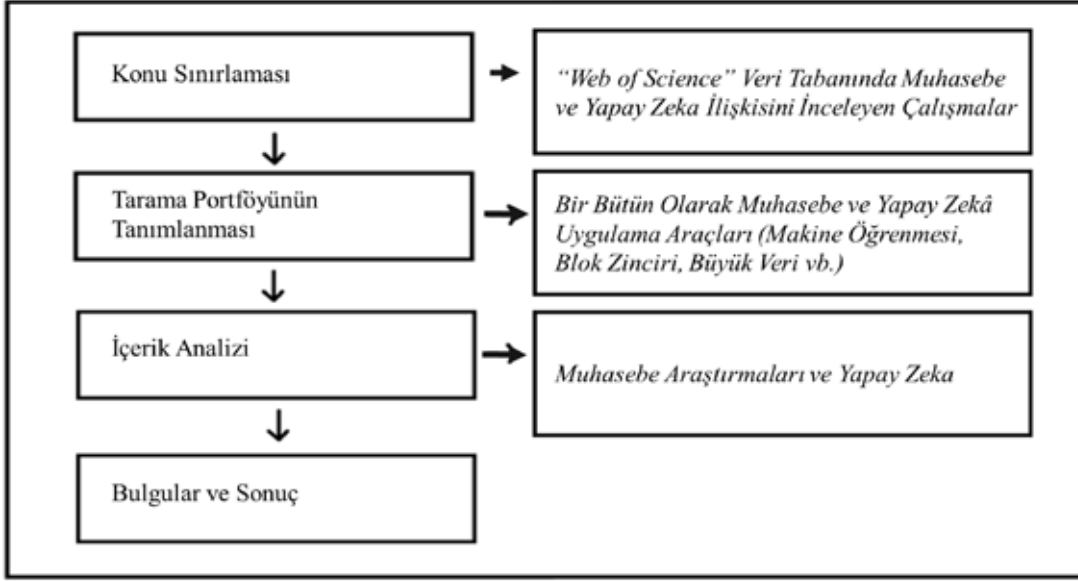 Konu Sınırlaması
“Web of Science” Veri Tabanında Muhasebe
ve Yapay Zeka İlişkisini İnceleyen Çalışmalar
Tarama Portföyünün
Tanımlanması
Bir Bütün Olarak Muhasebe ve Yapay Zekâ
Uygulama Araçları (Makine Öğrenmesi,
Blok Zinciri, Büyük Veri vb.)
İçerik Analizi
Muhasebe Araştırmaları ve Yapay Zeka
Bulgular ve Sonuç